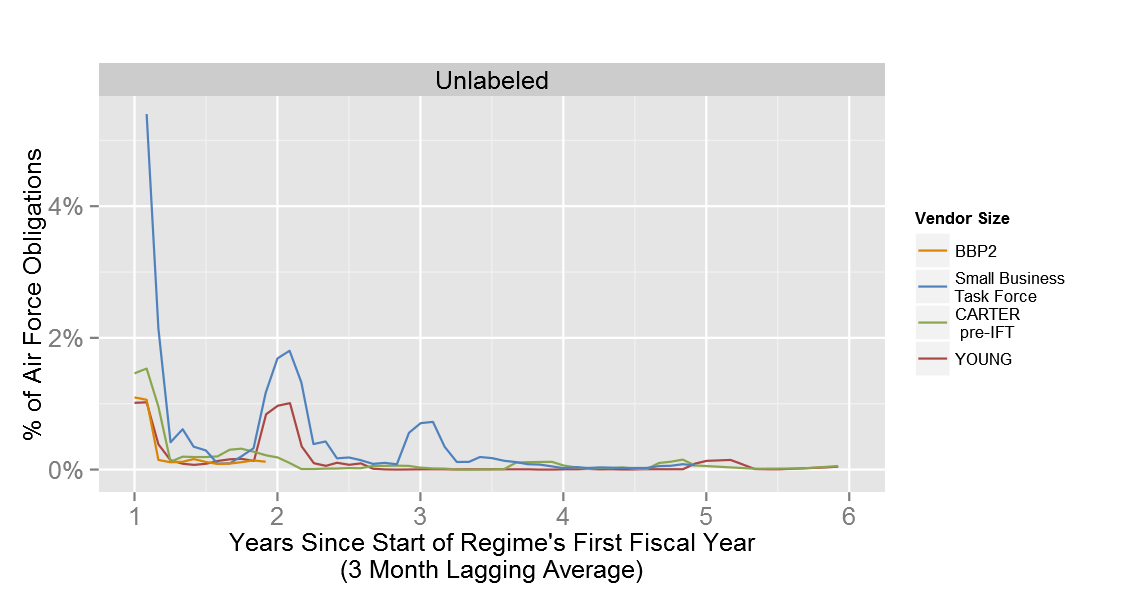 Unlabeled
% of Air Force Obligations
4%
2%
0%
1 2 3 4 5 6
Years Since Start of Regime's First Fiscal Year
(3 Month Lagging Average)
Vendor Size
BBP2
Small Business
Task Force
CARTER
pre-IFT
YOUNG